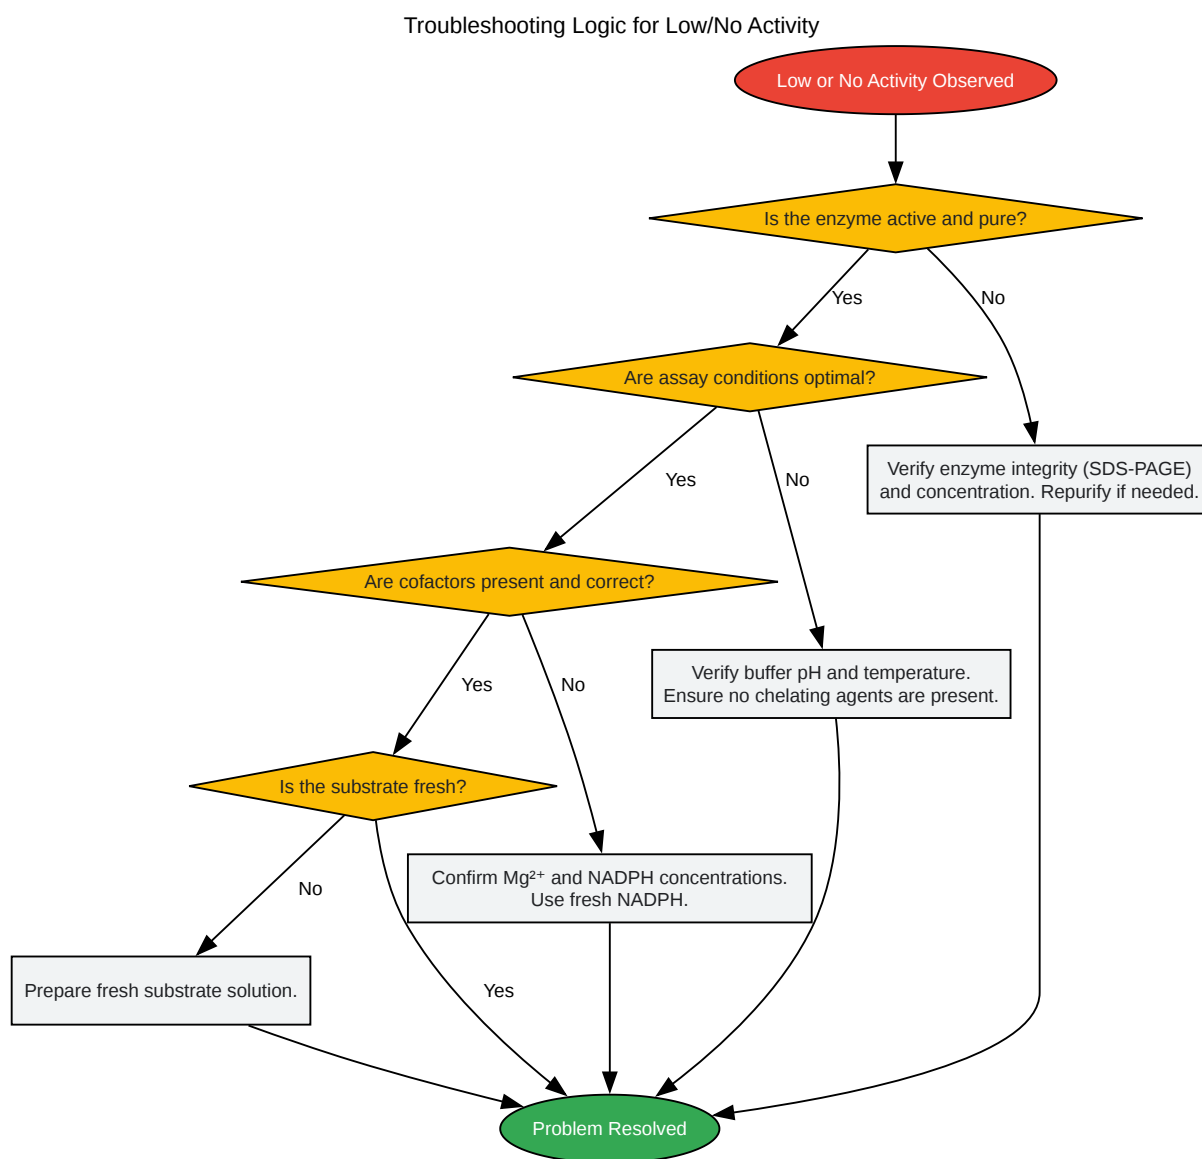 Troubleshooting Logic for Low/No Activity
Low or No Activity Observed
Is the enzyme active and pure?
Yes
No
Are assay conditions optimal?
Verify enzyme integrity (SDS-PAGE)
and concentration. Repurify if needed.
Yes
No
Are cofactors present and correct?
Verify buffer pH and temperature.
Ensure no chelating agents are present.
Yes
No
Is the substrate fresh?
Confirm Mg²⁺ and NADPH concentrations.
Use fresh NADPH.
No
Yes
Prepare fresh substrate solution.
Problem Resolved